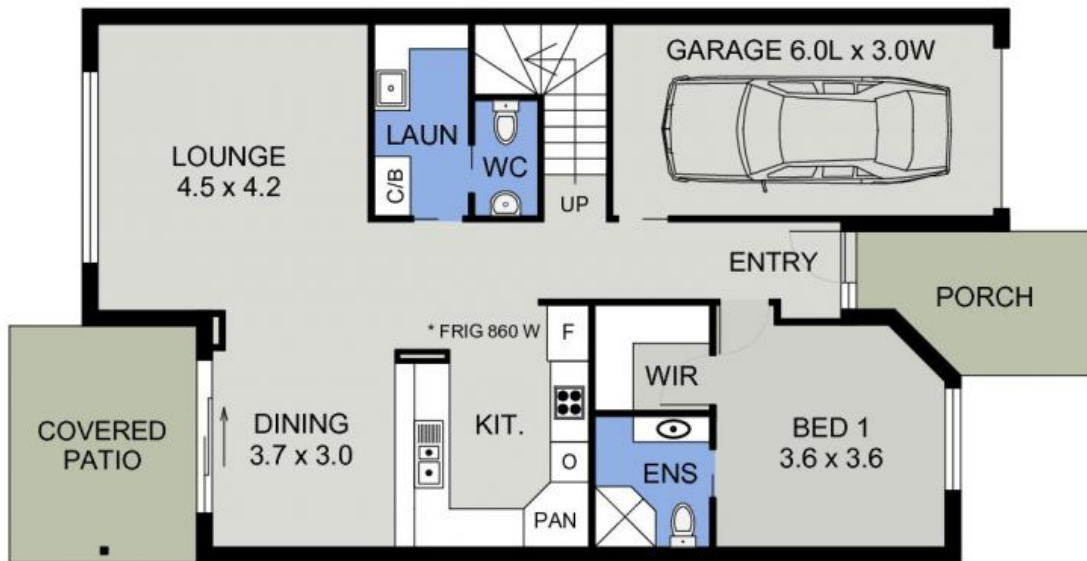 GARAGE 6.0L x 3.0W
LAUN
LOUNGE
4.5 x 4.2
WC
C/B
UP
ENTRY
PORCH
* FRIG 860 W
F
WIR
COVERED
PATIO
DINING
3.7 x 3.0
KIT.
BED 1
3.6 x 3.6
O
ENS
PAN